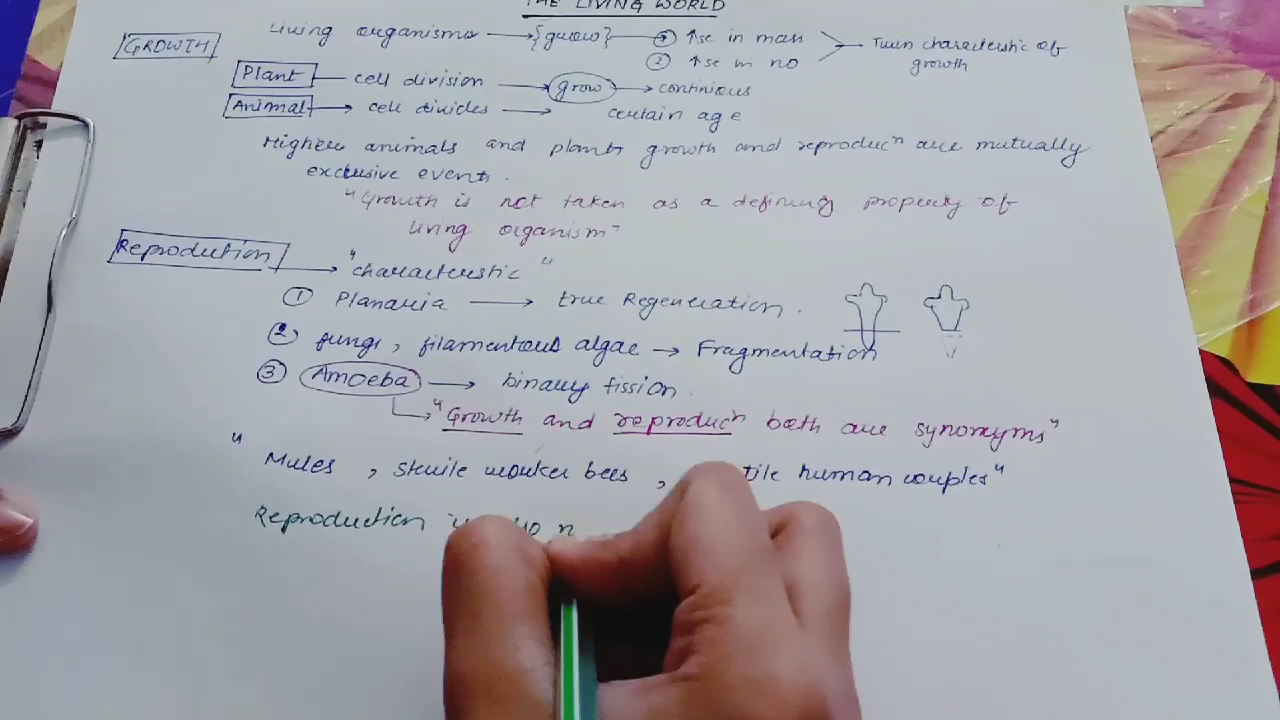 THE LIVING WORLD
GROWTH Living organisms → {grow} → ① ↑se in mass
② ↑se in no
Twin characteristic of growth
Plant — cell division → grow → continious
Animal → cell divides → certain age
Higher animals and plants growth and reproducⁿ are mutually
exclusive events.
"Growth is not taken as a defining property of
living organism"
Reprodution → "characteristic"
① Planaria → true Regeneration.
② fungi, filamentous algae → Fragmentation
③ Amoeba → binary fission.
→ "Growth and reproducⁿ both are synonyms"
"Mules, sterile worker bees, tile human couples"
Reproduction n